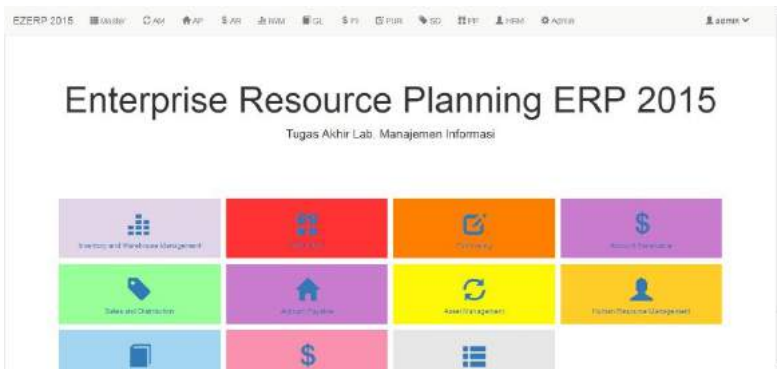 EZERP 2015 Master AM AP $ AR IWM GL $ PUR SD PP HRM Admin admin
Enterprise Resource Planning ERP 2015
Tugas Akhir Lab. Manajemen Informasi
$
Inventory and Warehouse Management Purchasing Account Receivable
Sales and Distribution Account Payable Asset Management Human Resource Management
$